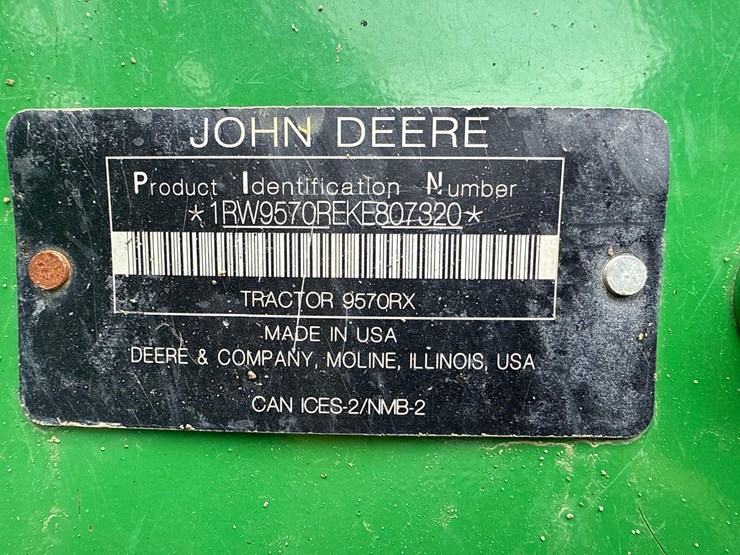 JOHN DEERE
Product Identification Number
*1RW9570REKE807320*
TRACTOR 9570RX
MADE IN USA
DEERE & COMPANY, MOLINE, ILLINOIS, USA
CAN ICES-2/NMB-2